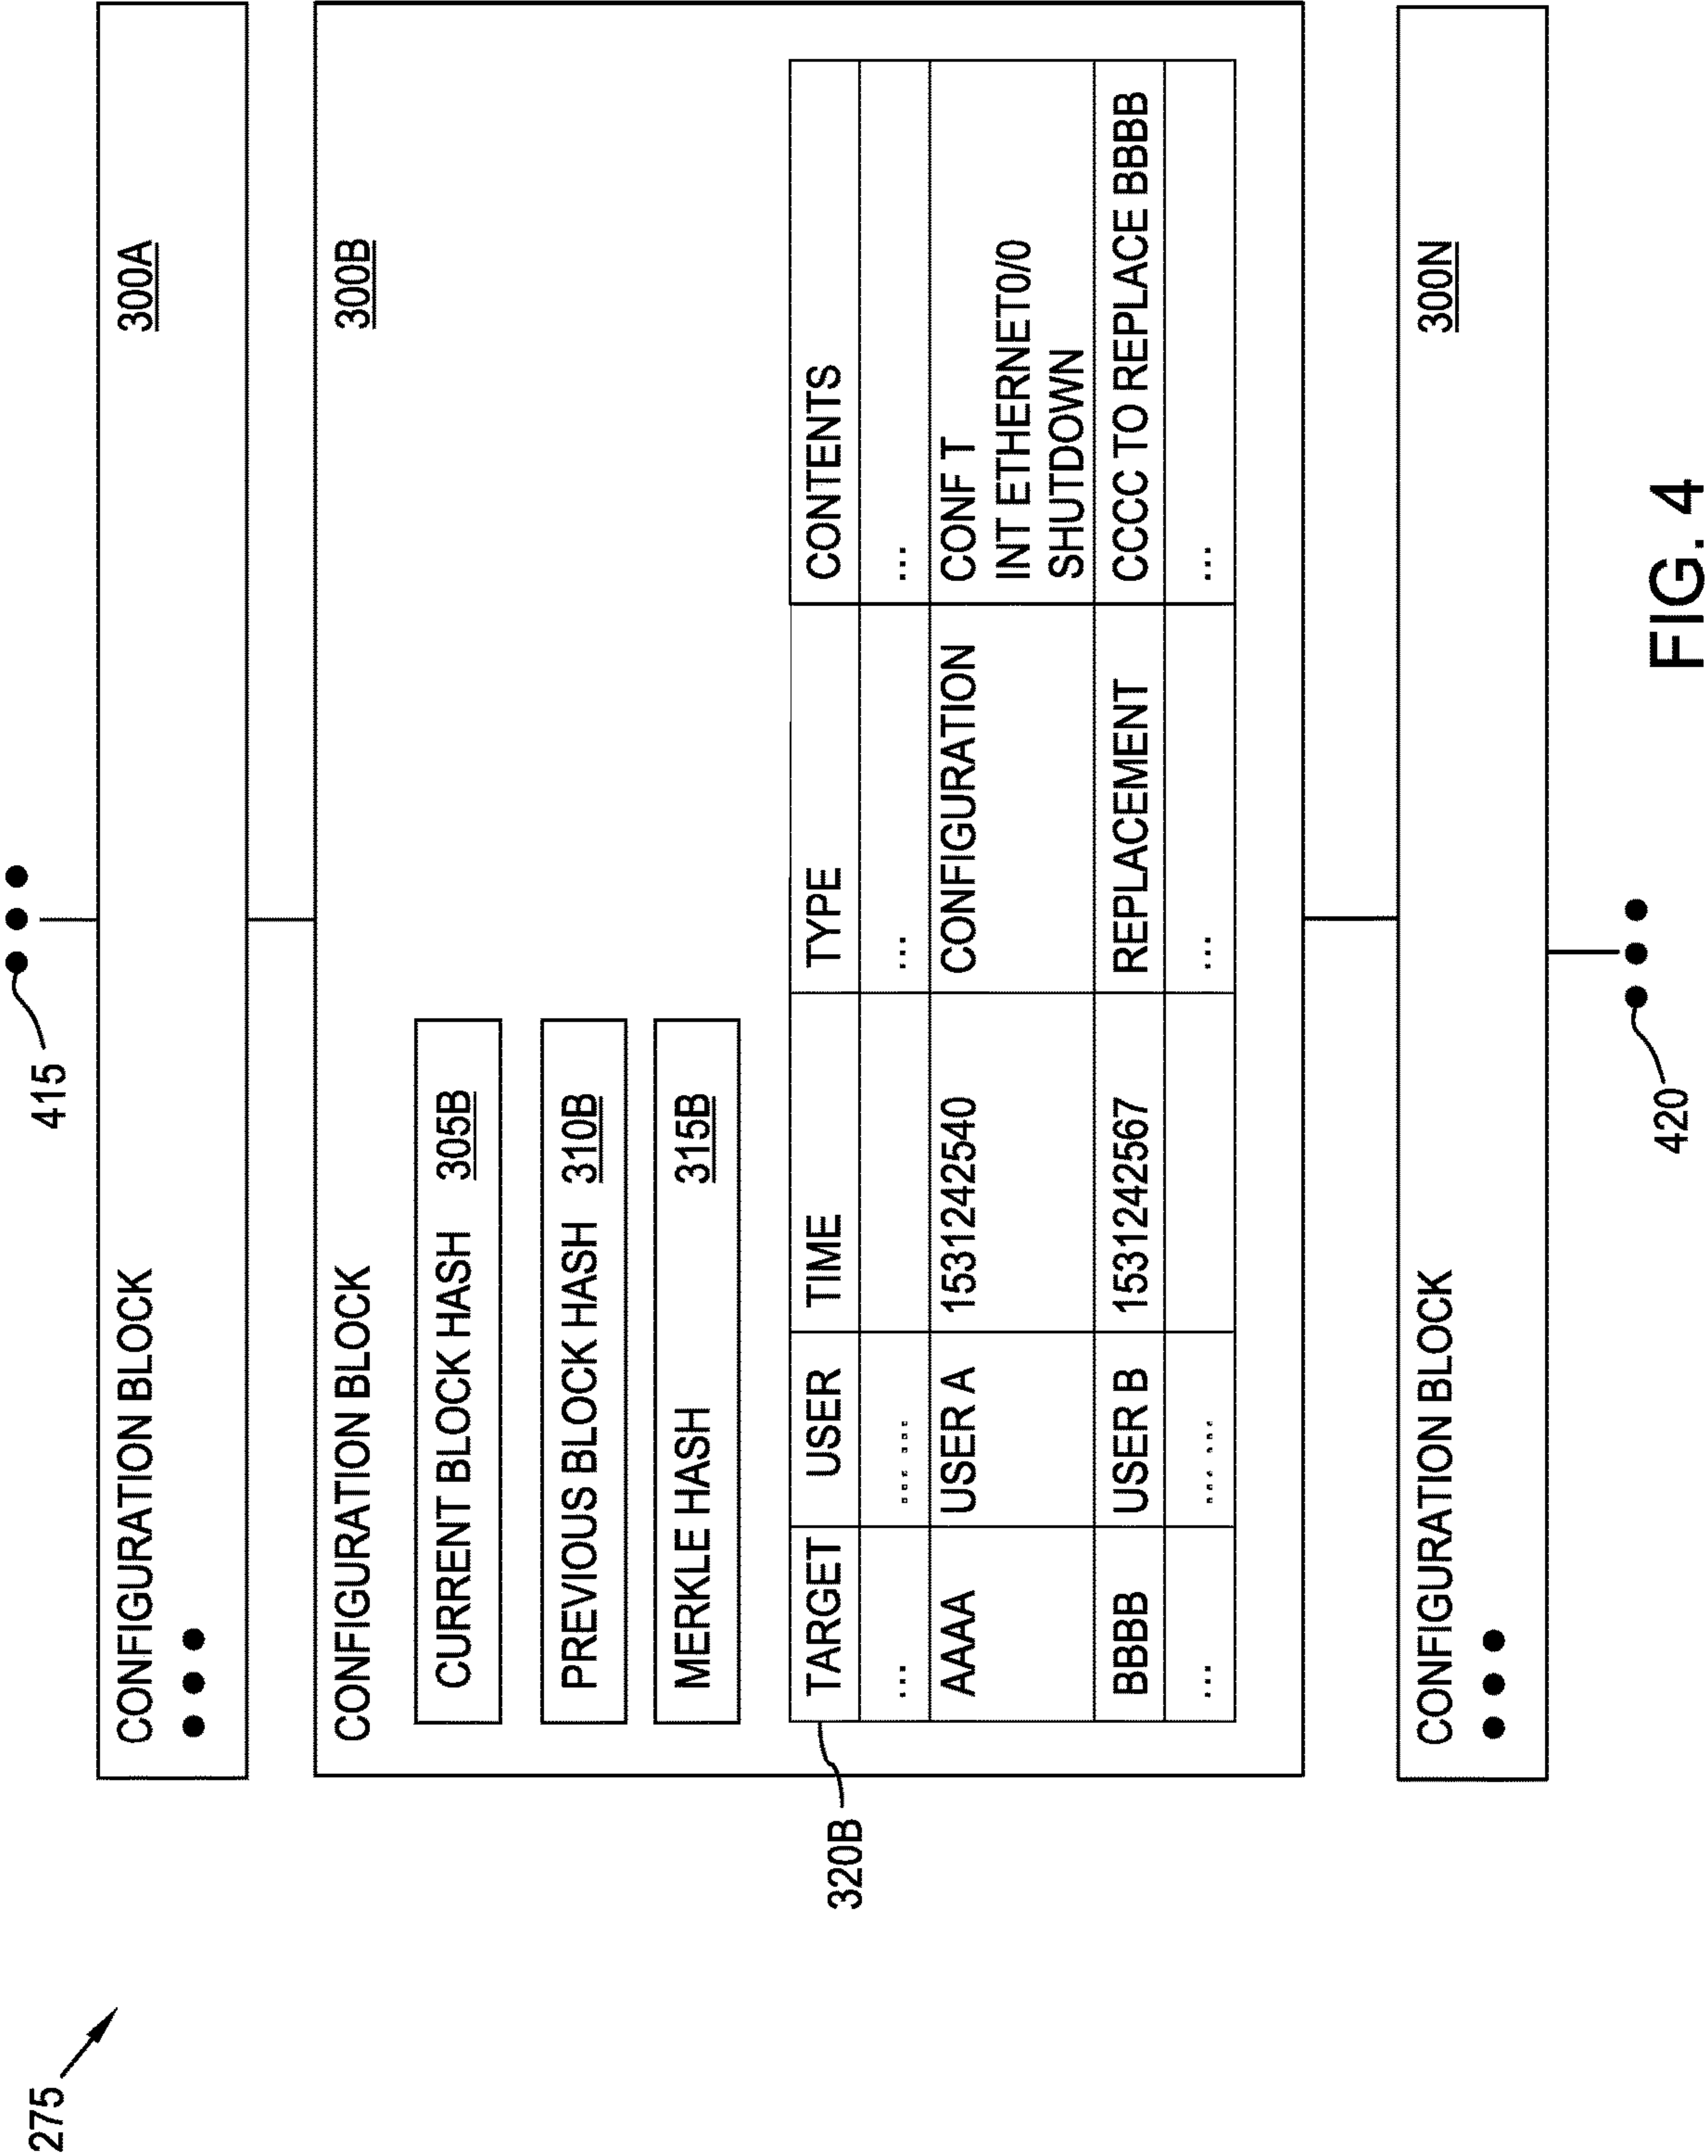 275
415
CONFIGURATION BLOCK 300A
CONFIGURATION BLOCK 300B
CURRENT BLOCK HASH 305B
PREVIOUS BLOCK HASH 310B
MERKLE HASH 315B
320B
TARGET USER TIME TYPE CONTENTS
... ... ... ... ...
AAAA USER A 1531242540 CONFIGURATION CONF T
INT ETHERNET0/0
SHUTDOWN
BBBB USER B 1531242567 REPLACEMENT CCCC TO REPLACE BBBB
... ... ... ... ...
CONFIGURATION BLOCK 300N
420
FIG. 4